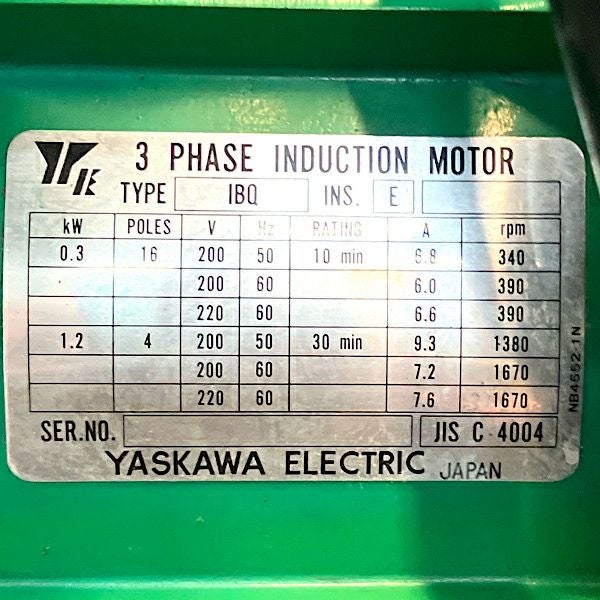 YE 3 PHASE INDUCTION MOTOR
TYPE IBQ INS. E
kW POLES V Hz RATING A rpm
0.3 16 200 50 10 min 6.8 340
200 60 6.0 390
220 60 6.6 390
1.2 4 200 50 30 min 9.3 1380
200 60 7.2 1670
220 60 7.6 1670
SER.NO. JIS C 4004
YASKAWA ELECTRIC JAPAN
NB4552-1N